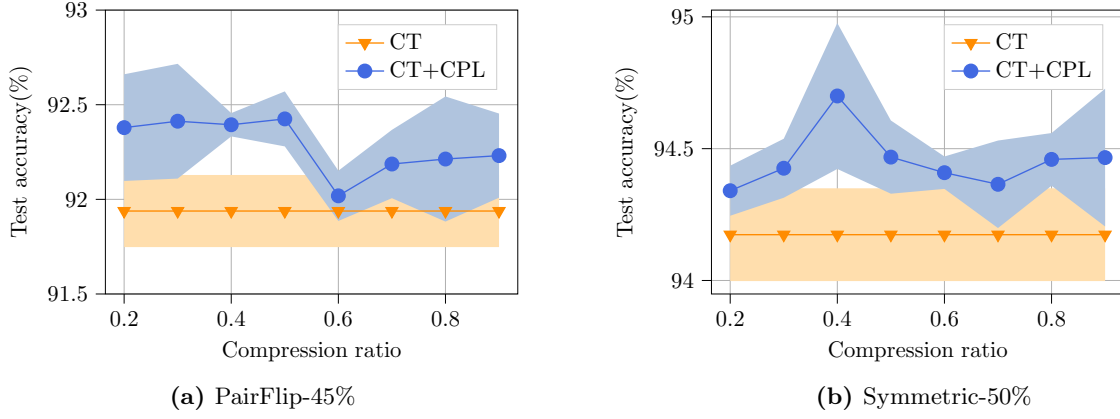 93
92.5
92
91.5
Test accuracy(%)
CT
CT+CPL
0.2 0.4 0.6 0.8
Compression ratio
(a) PairFlip-45%
95
94.5
94
Test accuracy(%)
CT
CT+CPL
0.2 0.4 0.6 0.8
Compression ratio
(b) Symmetric-50%